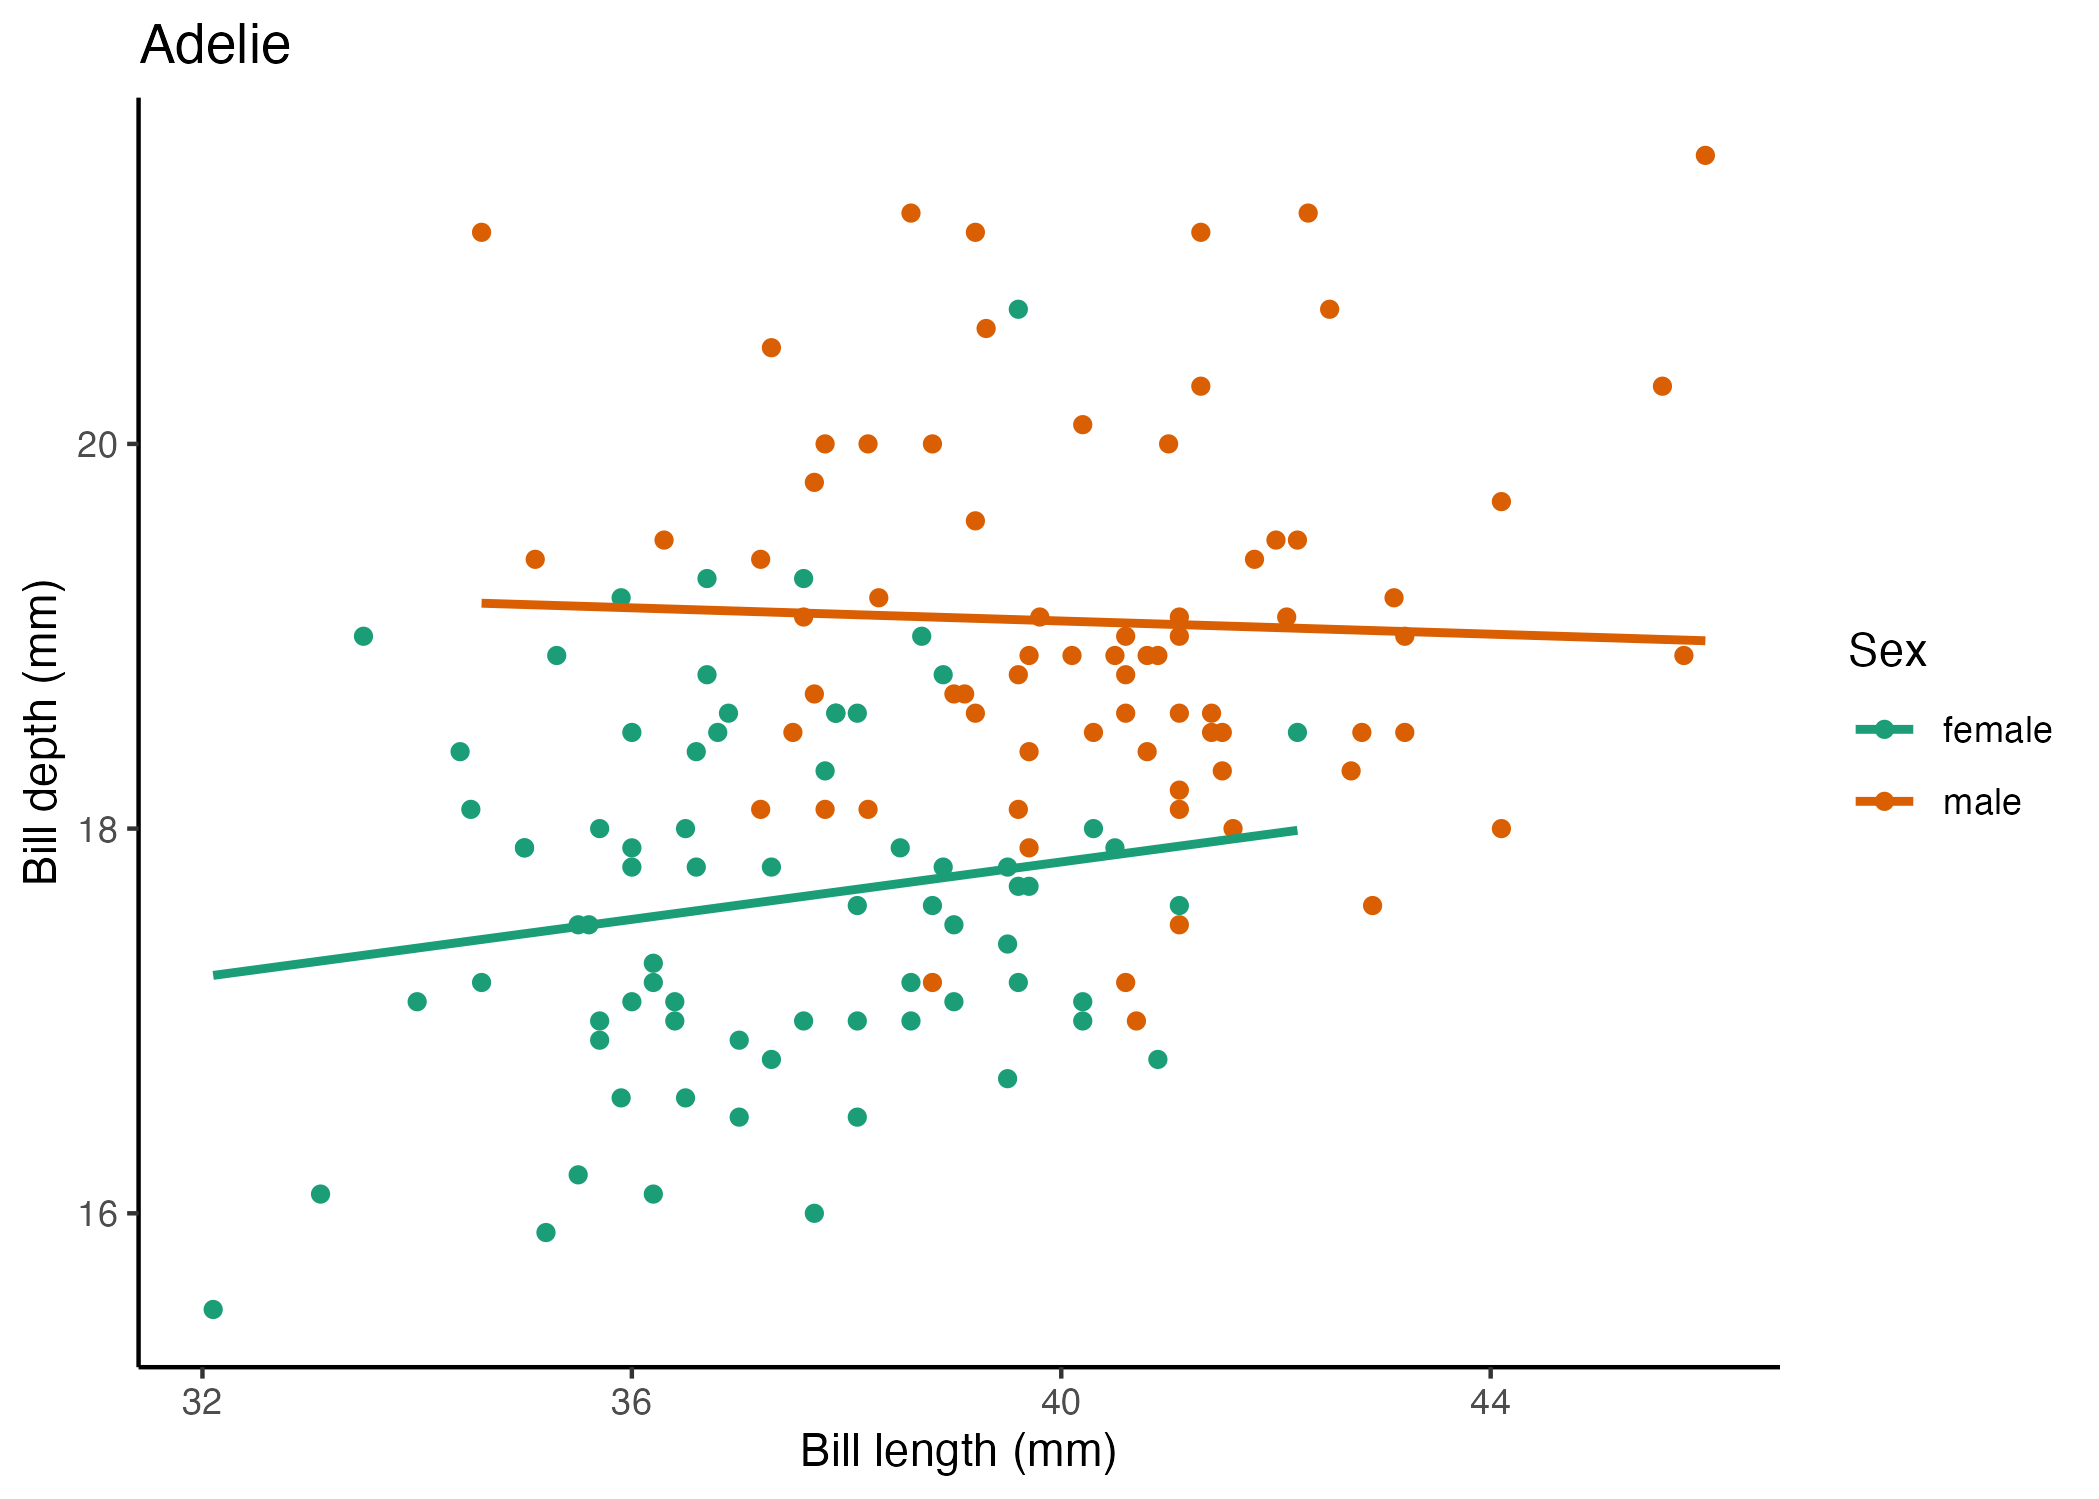 Adelie
Bill depth (mm)
20
18
16
32 36 40 44
Bill length (mm)
Sex
female
male